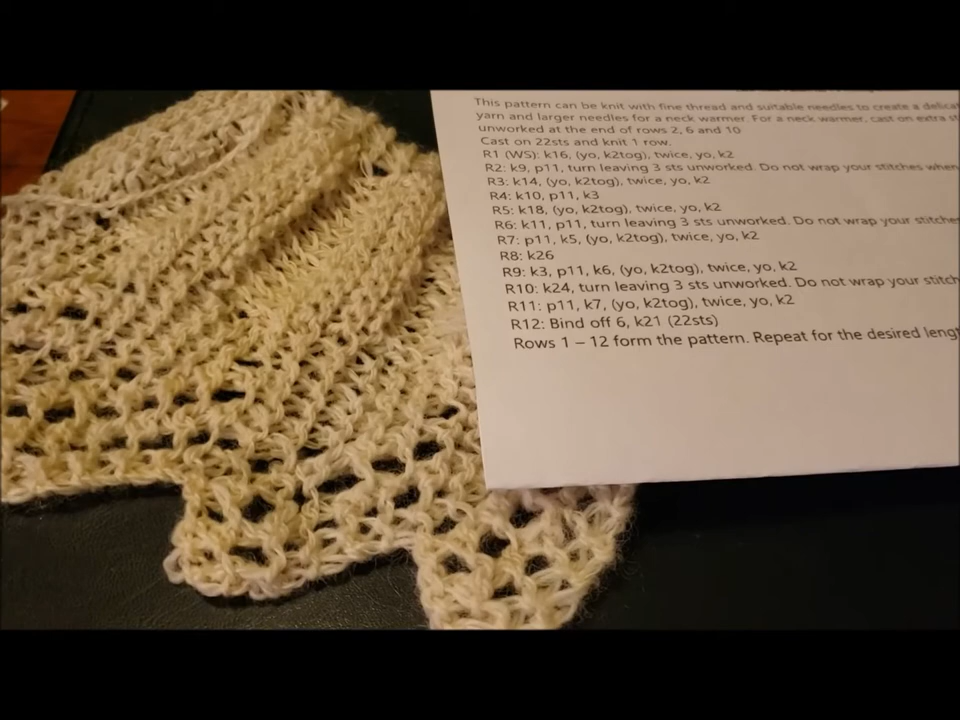 This pattern can be knit with fine thread and suitable needles to create a
yarn and larger needles for a neck warmer. For a neck warmer, cast on extra
unworked at the end of rows 2, 6 and 10
Cast on 22sts and knit 1 row.
R1 (WS): k16, (yo, k2tog), twice, yo, k2
R2: k9, p11, turn leaving 3 sts unworked. Do not wrap your stitches when
R3: k14, (yo, k2tog), twice, yo, k2
R4: k10, p11, k3
R5: k18, (yo, k2tog), twice, yo, k2
R6: k11, p11, turn leaving 3 sts unworked. Do not wrap your stitches
R7: p11, k5, (yo, k2tog), twice, yo, k2
R8: k26
R9: k3, p11, k6, (yo, k2tog), twice, yo, k2
R10: k24, turn leaving 3 sts unworked. Do not wrap your stitch
R11: p11, k7, (yo, k2tog), twice, yo, k2
R12: Bind off 6, k21 (22sts)
Rows 1 – 12 form the pattern. Repeat for the desired leng